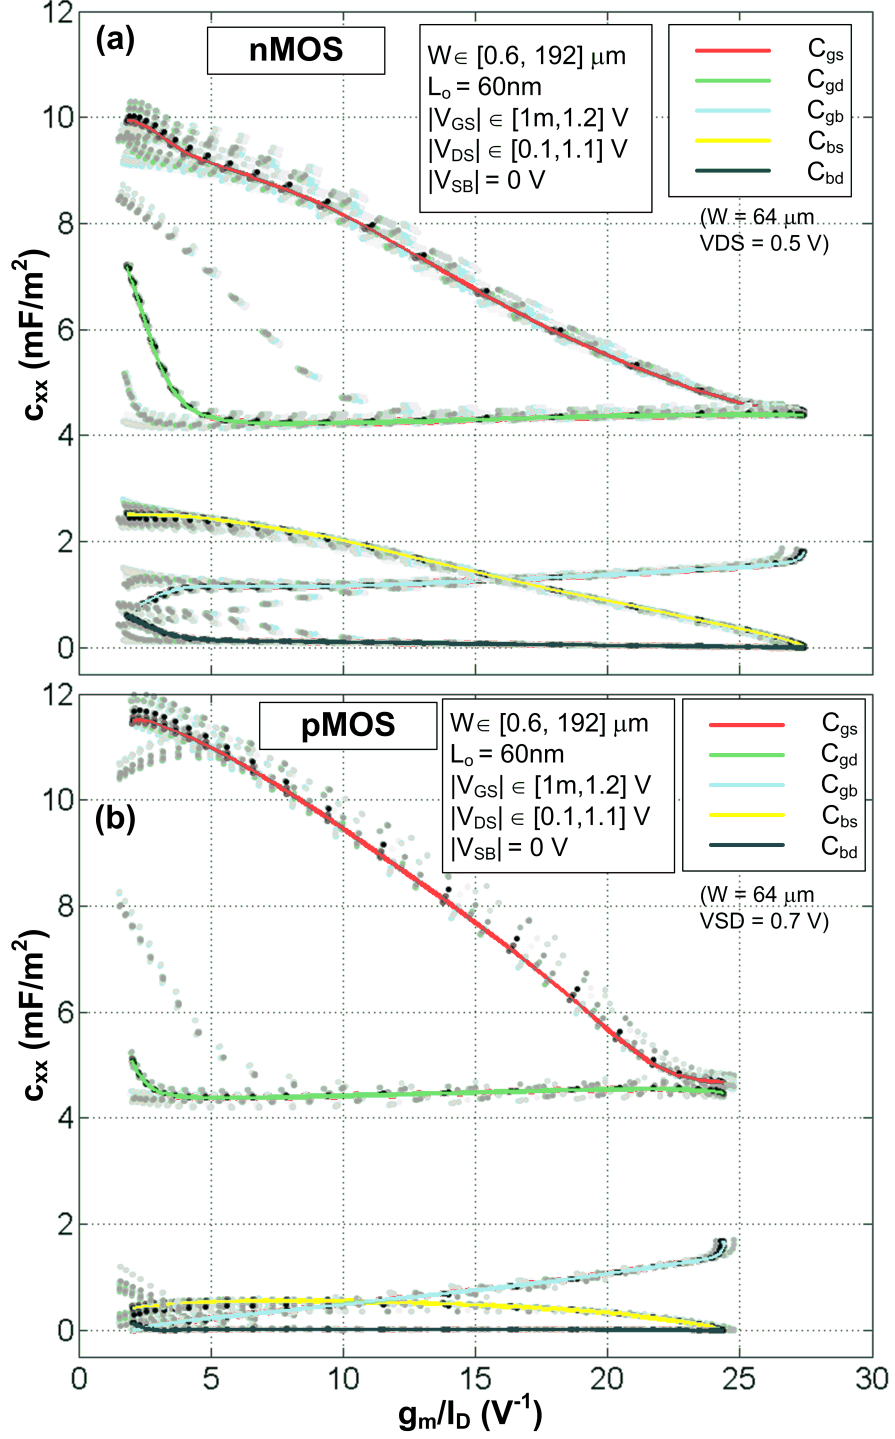 12
(a)
nMOS
W∈ [0.6, 192] μm
Lo = 60nm
|VGS| ∈ [1m,1.2] V
|VDS| ∈ [0.1,1.1] V
|VSB| = 0 V
Cgs
Cgd
Cgb
Cbs
Cbd
(W = 64 μm
VDS = 0.5 V)
10
8
6
4
2
0
cxx (mF/m²)
12
pMOS
W∈ [0.6, 192] μm
Lo = 60nm
|VGS| ∈ [1m,1.2] V
|VDS| ∈ [0.1,1.1] V
|VSB| = 0 V
Cgs
Cgd
Cgb
Cbs
Cbd
(W = 64 μm
VSD = 0.7 V)
(b)
10
8
6
4
2
0
cxx (mF/m²)
0 5 10 15 20 25 30
gm/ID (V⁻¹)